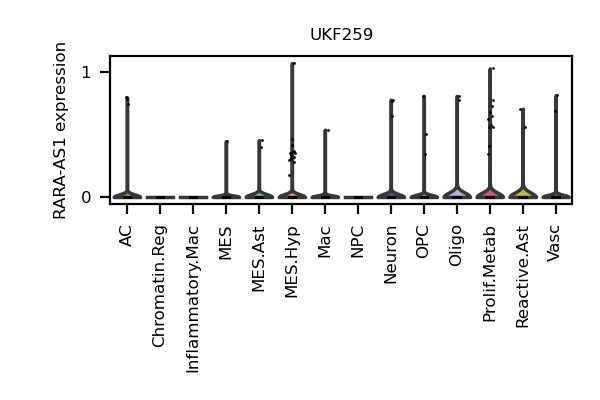 UKF259
RARA-AS1 expression
1
0
AC
Chromatin.Reg
Inflammatory.Mac
MES
MES.Ast
MES.Hyp
Mac
NPC
Neuron
OPC
Oligo
Prolif.Metab
Reactive.Ast
Vasc